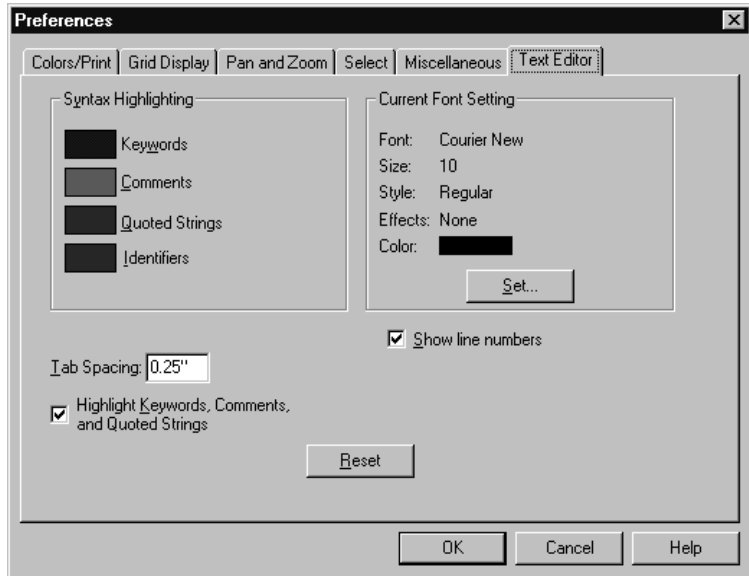 Preferences
Colors/Print Grid Display Pan and Zoom Select Miscellaneous Text Editor
Syntax Highlighting
Keywords
Comments
Quoted Strings
Identifiers
Current Font Setting
Font: Courier New
Size: 10
Style: Regular
Effects: None
Color:
Set...
Show line numbers
Tab Spacing: 0.25"
Highlight Keywords, Comments,
and Quoted Strings
Reset
OK Cancel Help